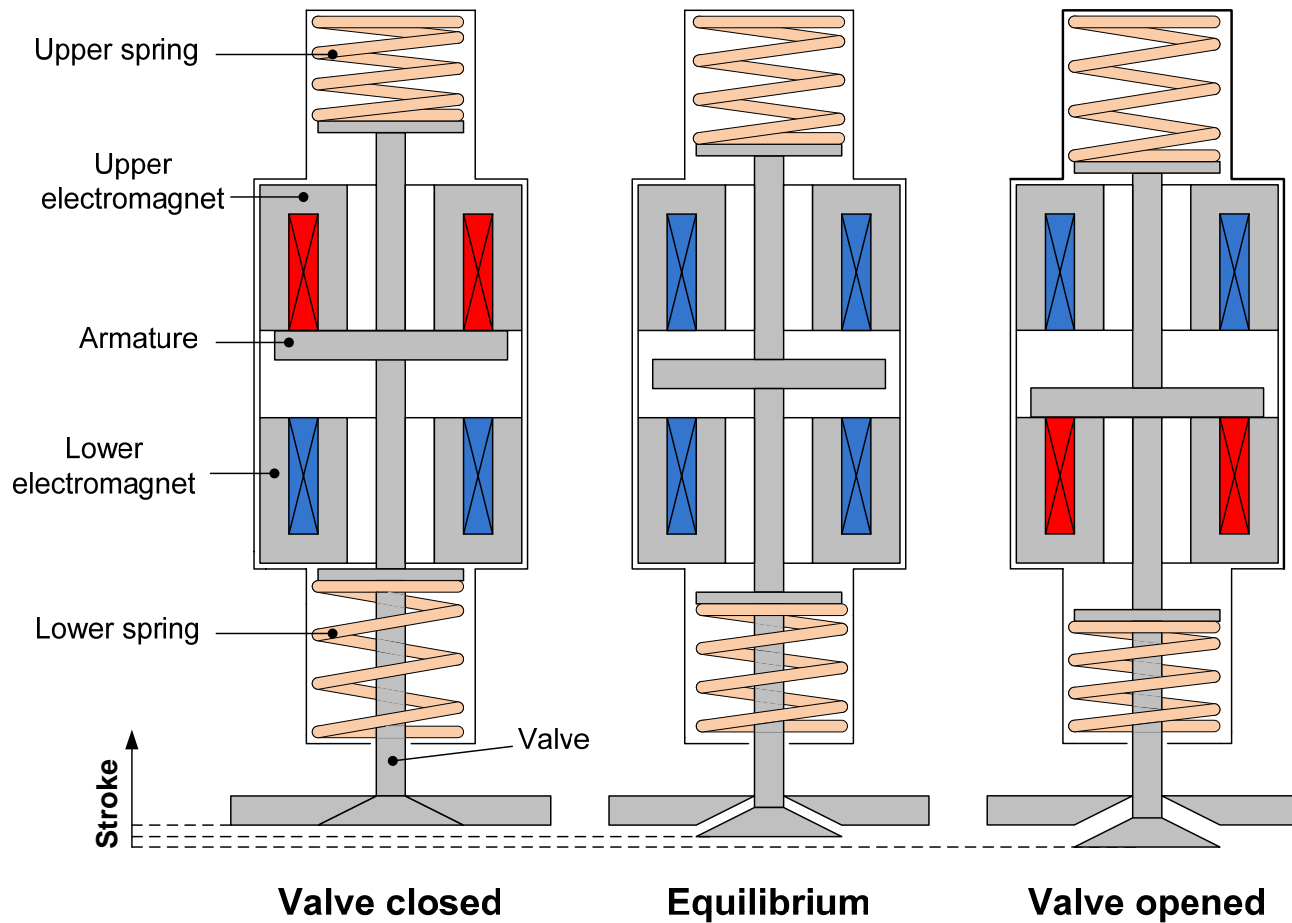 Upper spring
Upper
electromagnet
Armature
Lower
electromagnet
Lower spring
Valve
Stroke
Valve closed
Equilibrium
Valve opened